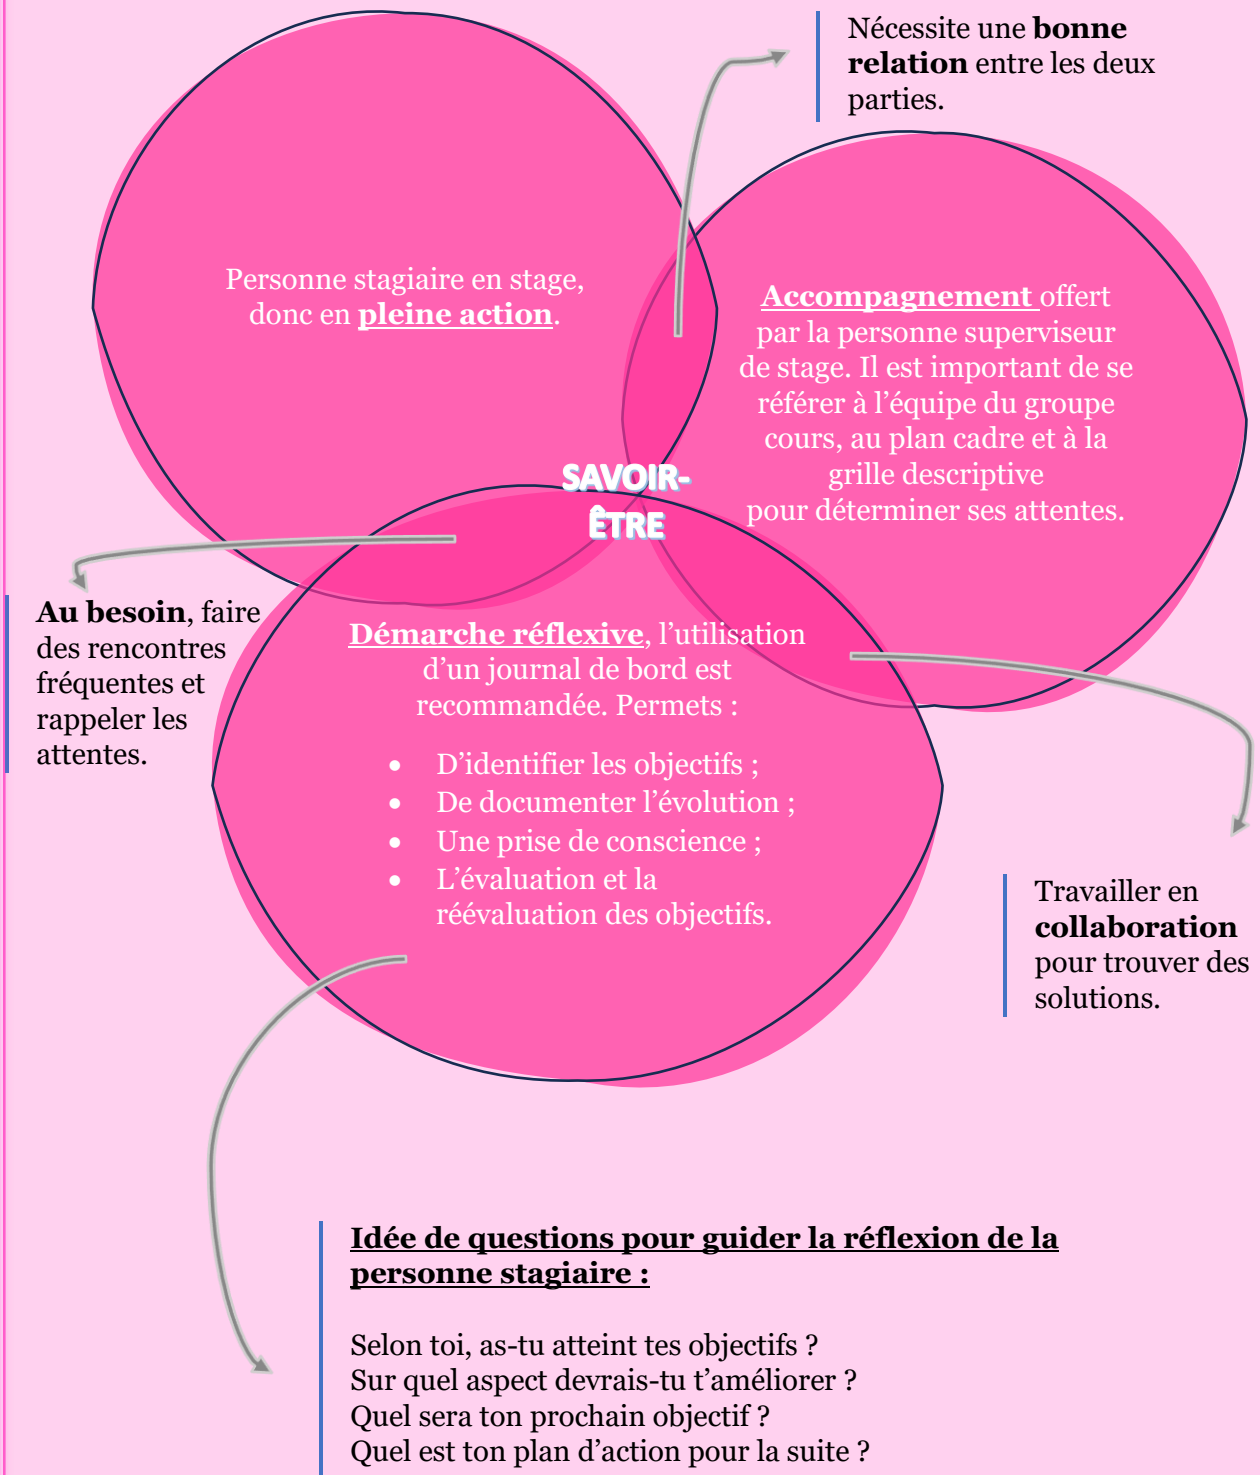 Nécessite une bonne
relation entre les deux
parties.
Personne stagiaire en stage,
donc en pleine action.
Accompagnement offert
par la personne superviseur
de stage. Il est important de se
référer à l’équipe du groupe
cours, au plan cadre et à la
grille descriptive
pour déterminer ses attentes.
SAVOIR-
ÊTRE
Au besoin, faire
des rencontres
fréquentes et
rappeler les
attentes.
Démarche réflexive, l’utilisation
d’un journal de bord est
recommandée. Permets :
• D’identifier les objectifs ;
• De documenter l’évolution ;
• Une prise de conscience ;
• L’évaluation et la
réévaluation des objectifs.
Travailler en
collaboration
pour trouver des
solutions.
Idée de questions pour guider la réflexion de la
personne stagiaire :
Selon toi, as-tu atteint tes objectifs ?
Sur quel aspect devrais-tu t’améliorer ?
Quel sera ton prochain objectif ?
Quel est ton plan d’action pour la suite ?